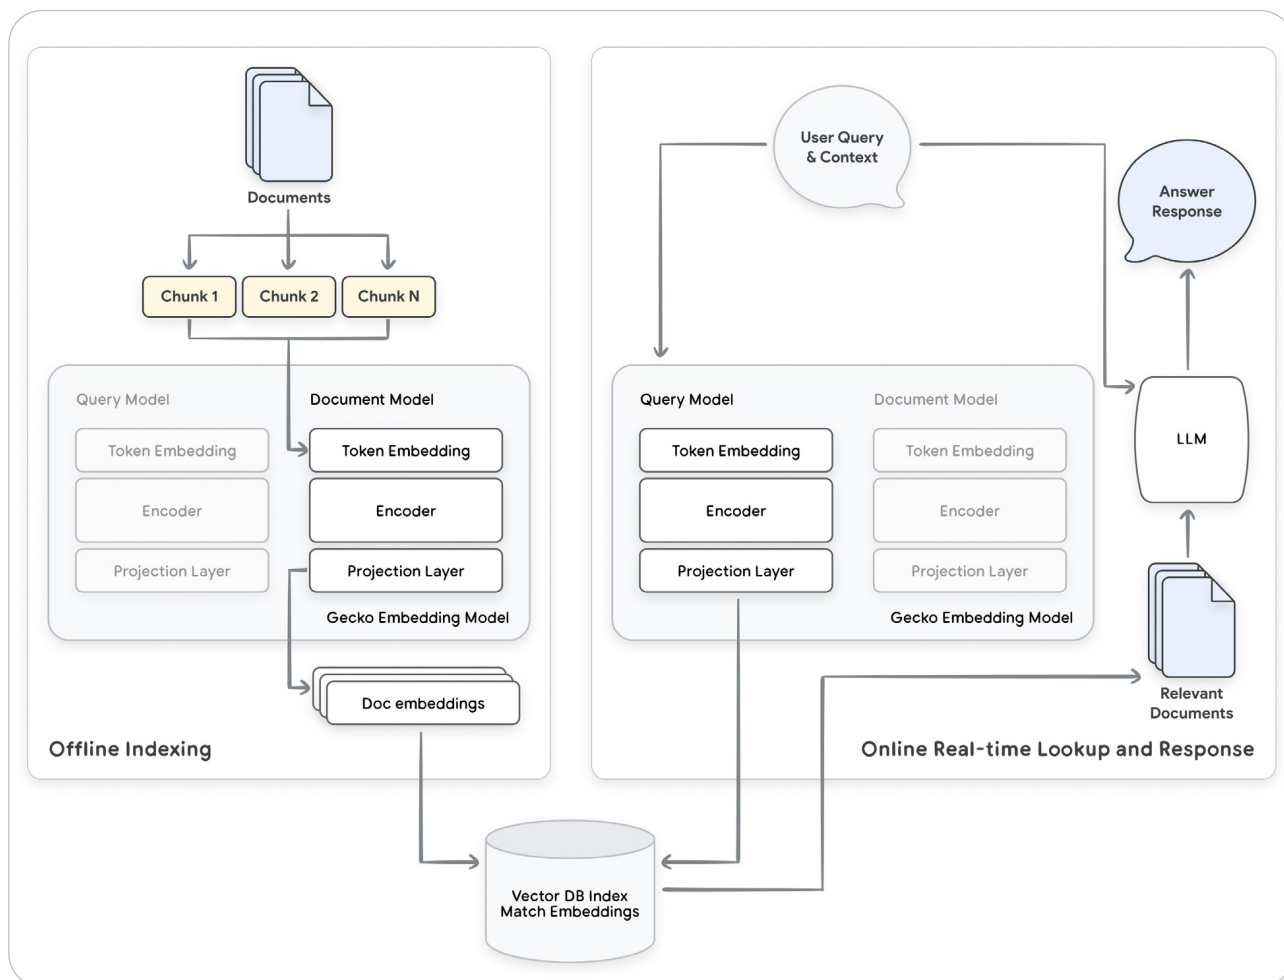 Documents
Chunk 1
Chunk 2
Chunk N
Query Model
Token Embedding
Encoder
Projection Layer
Document Model
Token Embedding
Encoder
Projection Layer
Gecko Embedding Model
Doc embeddings
Offline Indexing
User Query
& Context
Answer
Response
Query Model
Token Embedding
Encoder
Projection Layer
Document Model
Token Embedding
Encoder
Projection Layer
Gecko Embedding Model
LLM
Relevant
Documents
Online Real-time Lookup and Response
Vector DB Index
Match Embeddings